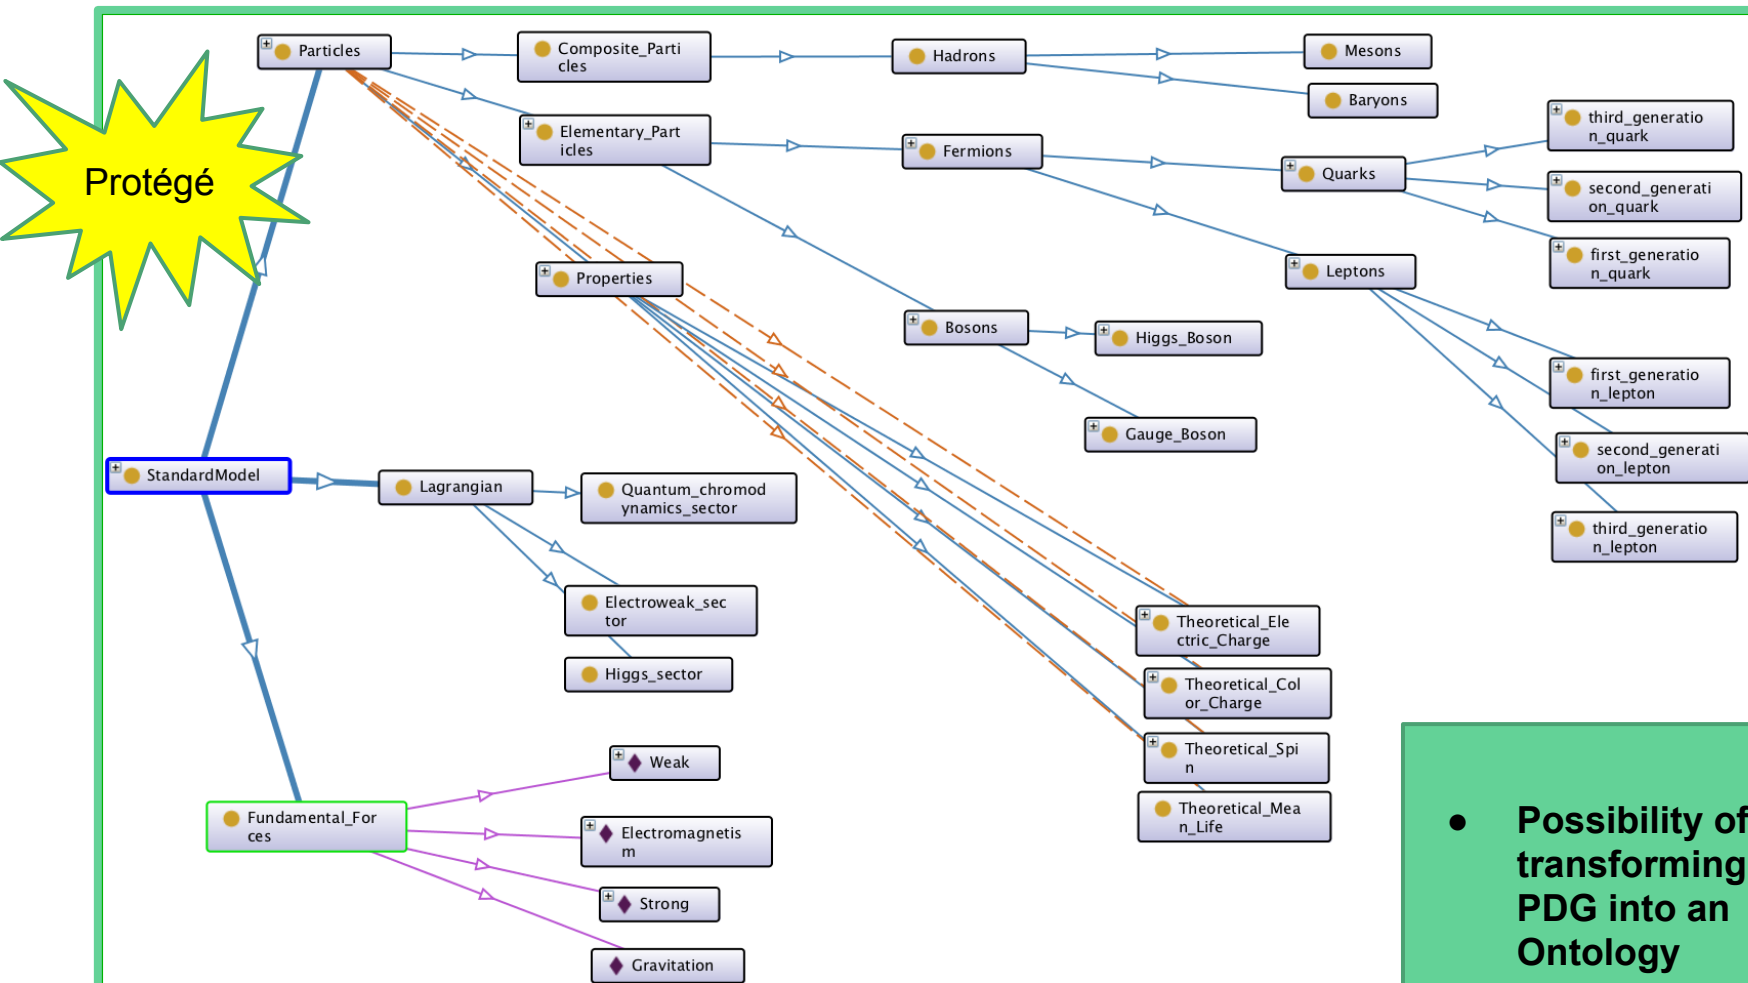 Protégé
Particles
Composite_Parti
cles
Hadrons
Mesons
Baryons
Elementary_Part
icles
Fermions
Quarks
third_generatio
n_quark
second_generati
on_quark
first_generatio
n_quark
Properties
Leptons
Bosons
Higgs_Boson
Gauge_Boson
first_generatio
n_lepton
second_generati
on_lepton
third_generatio
n_lepton
StandardModel
Lagrangian
Quantum_chromod
ynamics_sector
Electroweak_sec
tor
Higgs_sector
Theoretical_Ele
ctric_Charge
Theoretical_Col
or_Charge
Theoretical_Spi
n
Theoretical_Mea
n_Life
Fundamental_For
ces
Weak
Electromagnetis
m
Strong
Gravitation
● Possibility of
transforming
PDG into an
Ontology